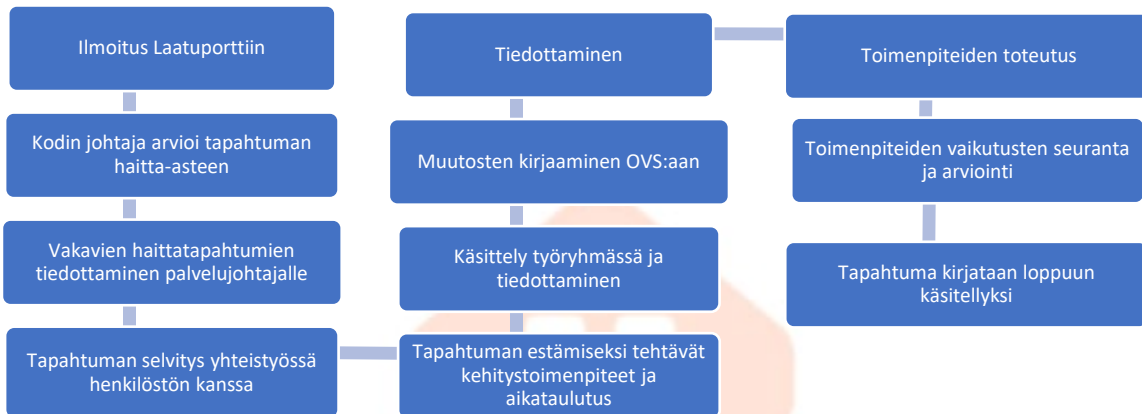 Ilmoitus Laatuporttiin
Kodin johtaja arvioi tapahtuman
haitta-asteen
Vakavien haittatapahtumien
tiedottaminen palvelujohtajalle
Tapahtuman selvitys yhteistyössä
henkilöstön kanssa
Tapahtuman estämiseksi tehtävät
kehitystoimenpiteet ja
aikataulutus
Käsittely työryhmässä ja
tiedottaminen
Muutosten kirjaaminen OVS:aan
Tiedottaminen
Toimenpiteiden toteutus
Toimenpiteiden vaikutusten seuranta
ja arviointi
Tapahtuma kirjataan loppuun
käsitellyksi